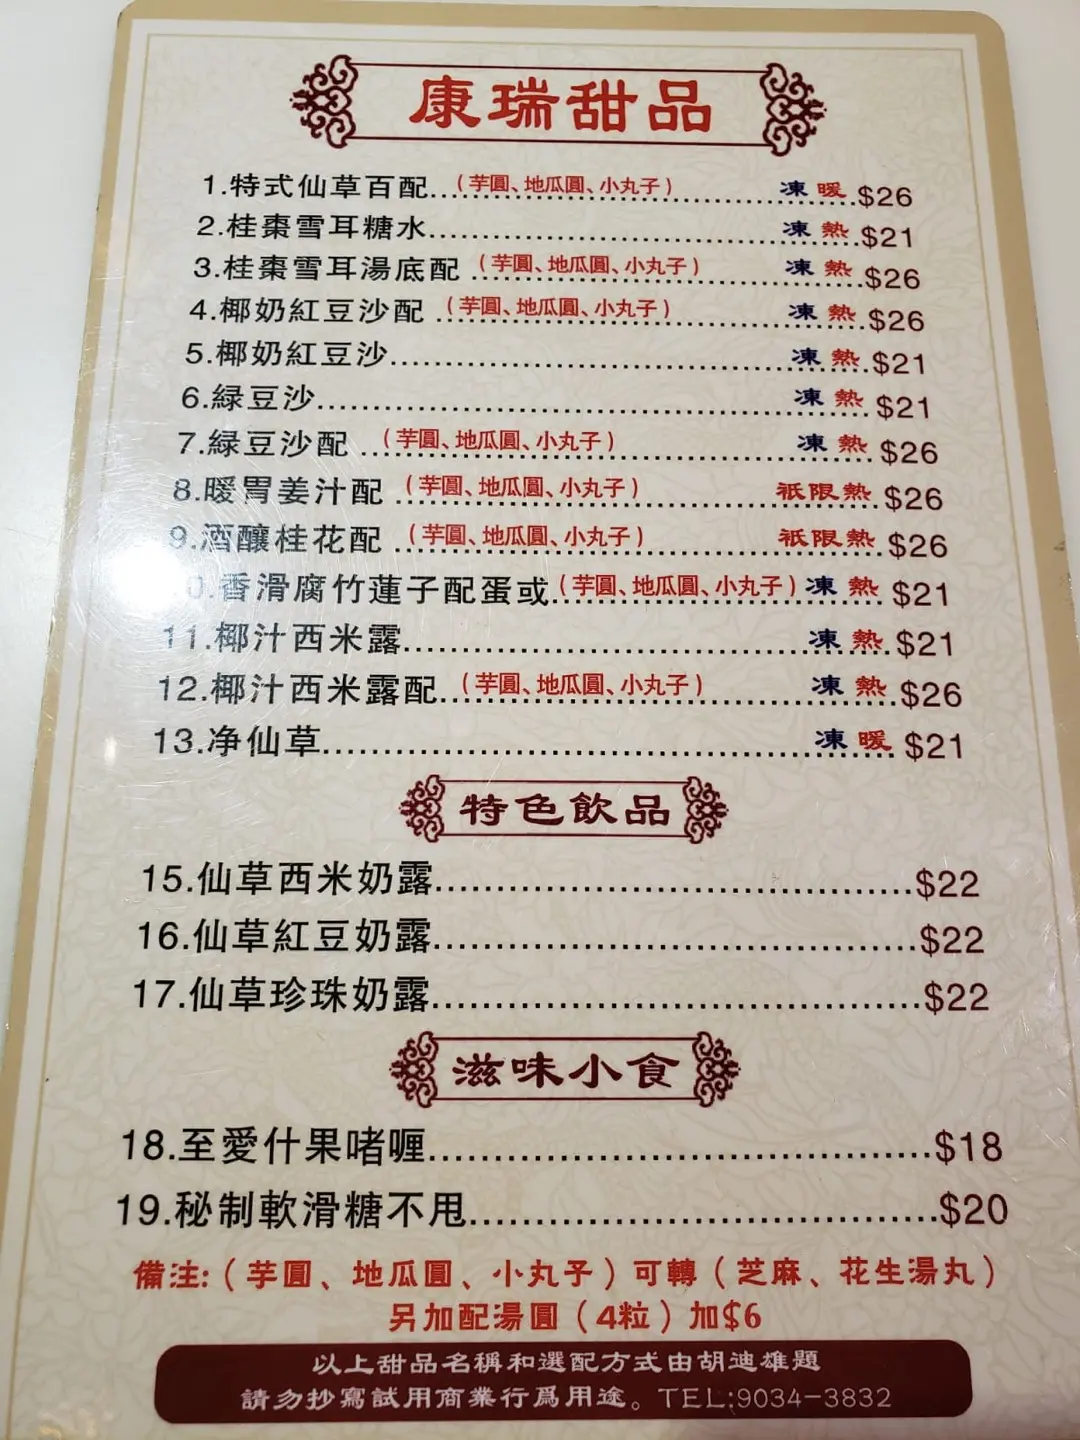 康瑞甜品
1.特式仙草百配...(芋圓、地瓜圓、小丸子) 凍 暖 $26
2.桂棗雪耳糖水... 凍 熱 $21
3.桂棗雪耳湯底配...(芋圓、地瓜圓、小丸子) 凍 熱 $26
4.椰奶紅豆沙配...(芋圓、地瓜圓、小丸子) 凍 熱 $26
5.椰奶紅豆沙... 凍 熱 $21
6.緑豆沙... 凍 熱 $21
7.緑豆沙配...(芋圓、地瓜圓、小丸子) 凍 熱 $26
8.暖胃姜汁配...(芋圓、地瓜圓、小丸子) 祇限熱 $26
9.酒釀桂花配...(芋圓、地瓜圓、小丸子) 祇限熱 $26
0.香滑腐竹蓮子配蛋或(芋圓、地瓜圓、小丸子) 凍 熱 $21
11.椰汁西米露... 凍 熱 $21
12.椰汁西米露配...(芋圓、地瓜圓、小丸子) 凍 熱 $26
13.净仙草... 凍 暖 $21
特色飲品
15.仙草西米奶露...$22
16.仙草紅豆奶露...$22
17.仙草珍珠奶露...$22
滋味小食
18.至愛什果啫喱...$18
19.秘制軟滑糖不甩...$20
備注:(芋圓、地瓜圓、小丸子)可轉(芝麻、花生湯丸)
另加配湯圓(4粒)加$6
以上甜品名稱和選配方式由胡迪雄題
請勿抄寫試用商業行爲用途。TEL:9034-3832